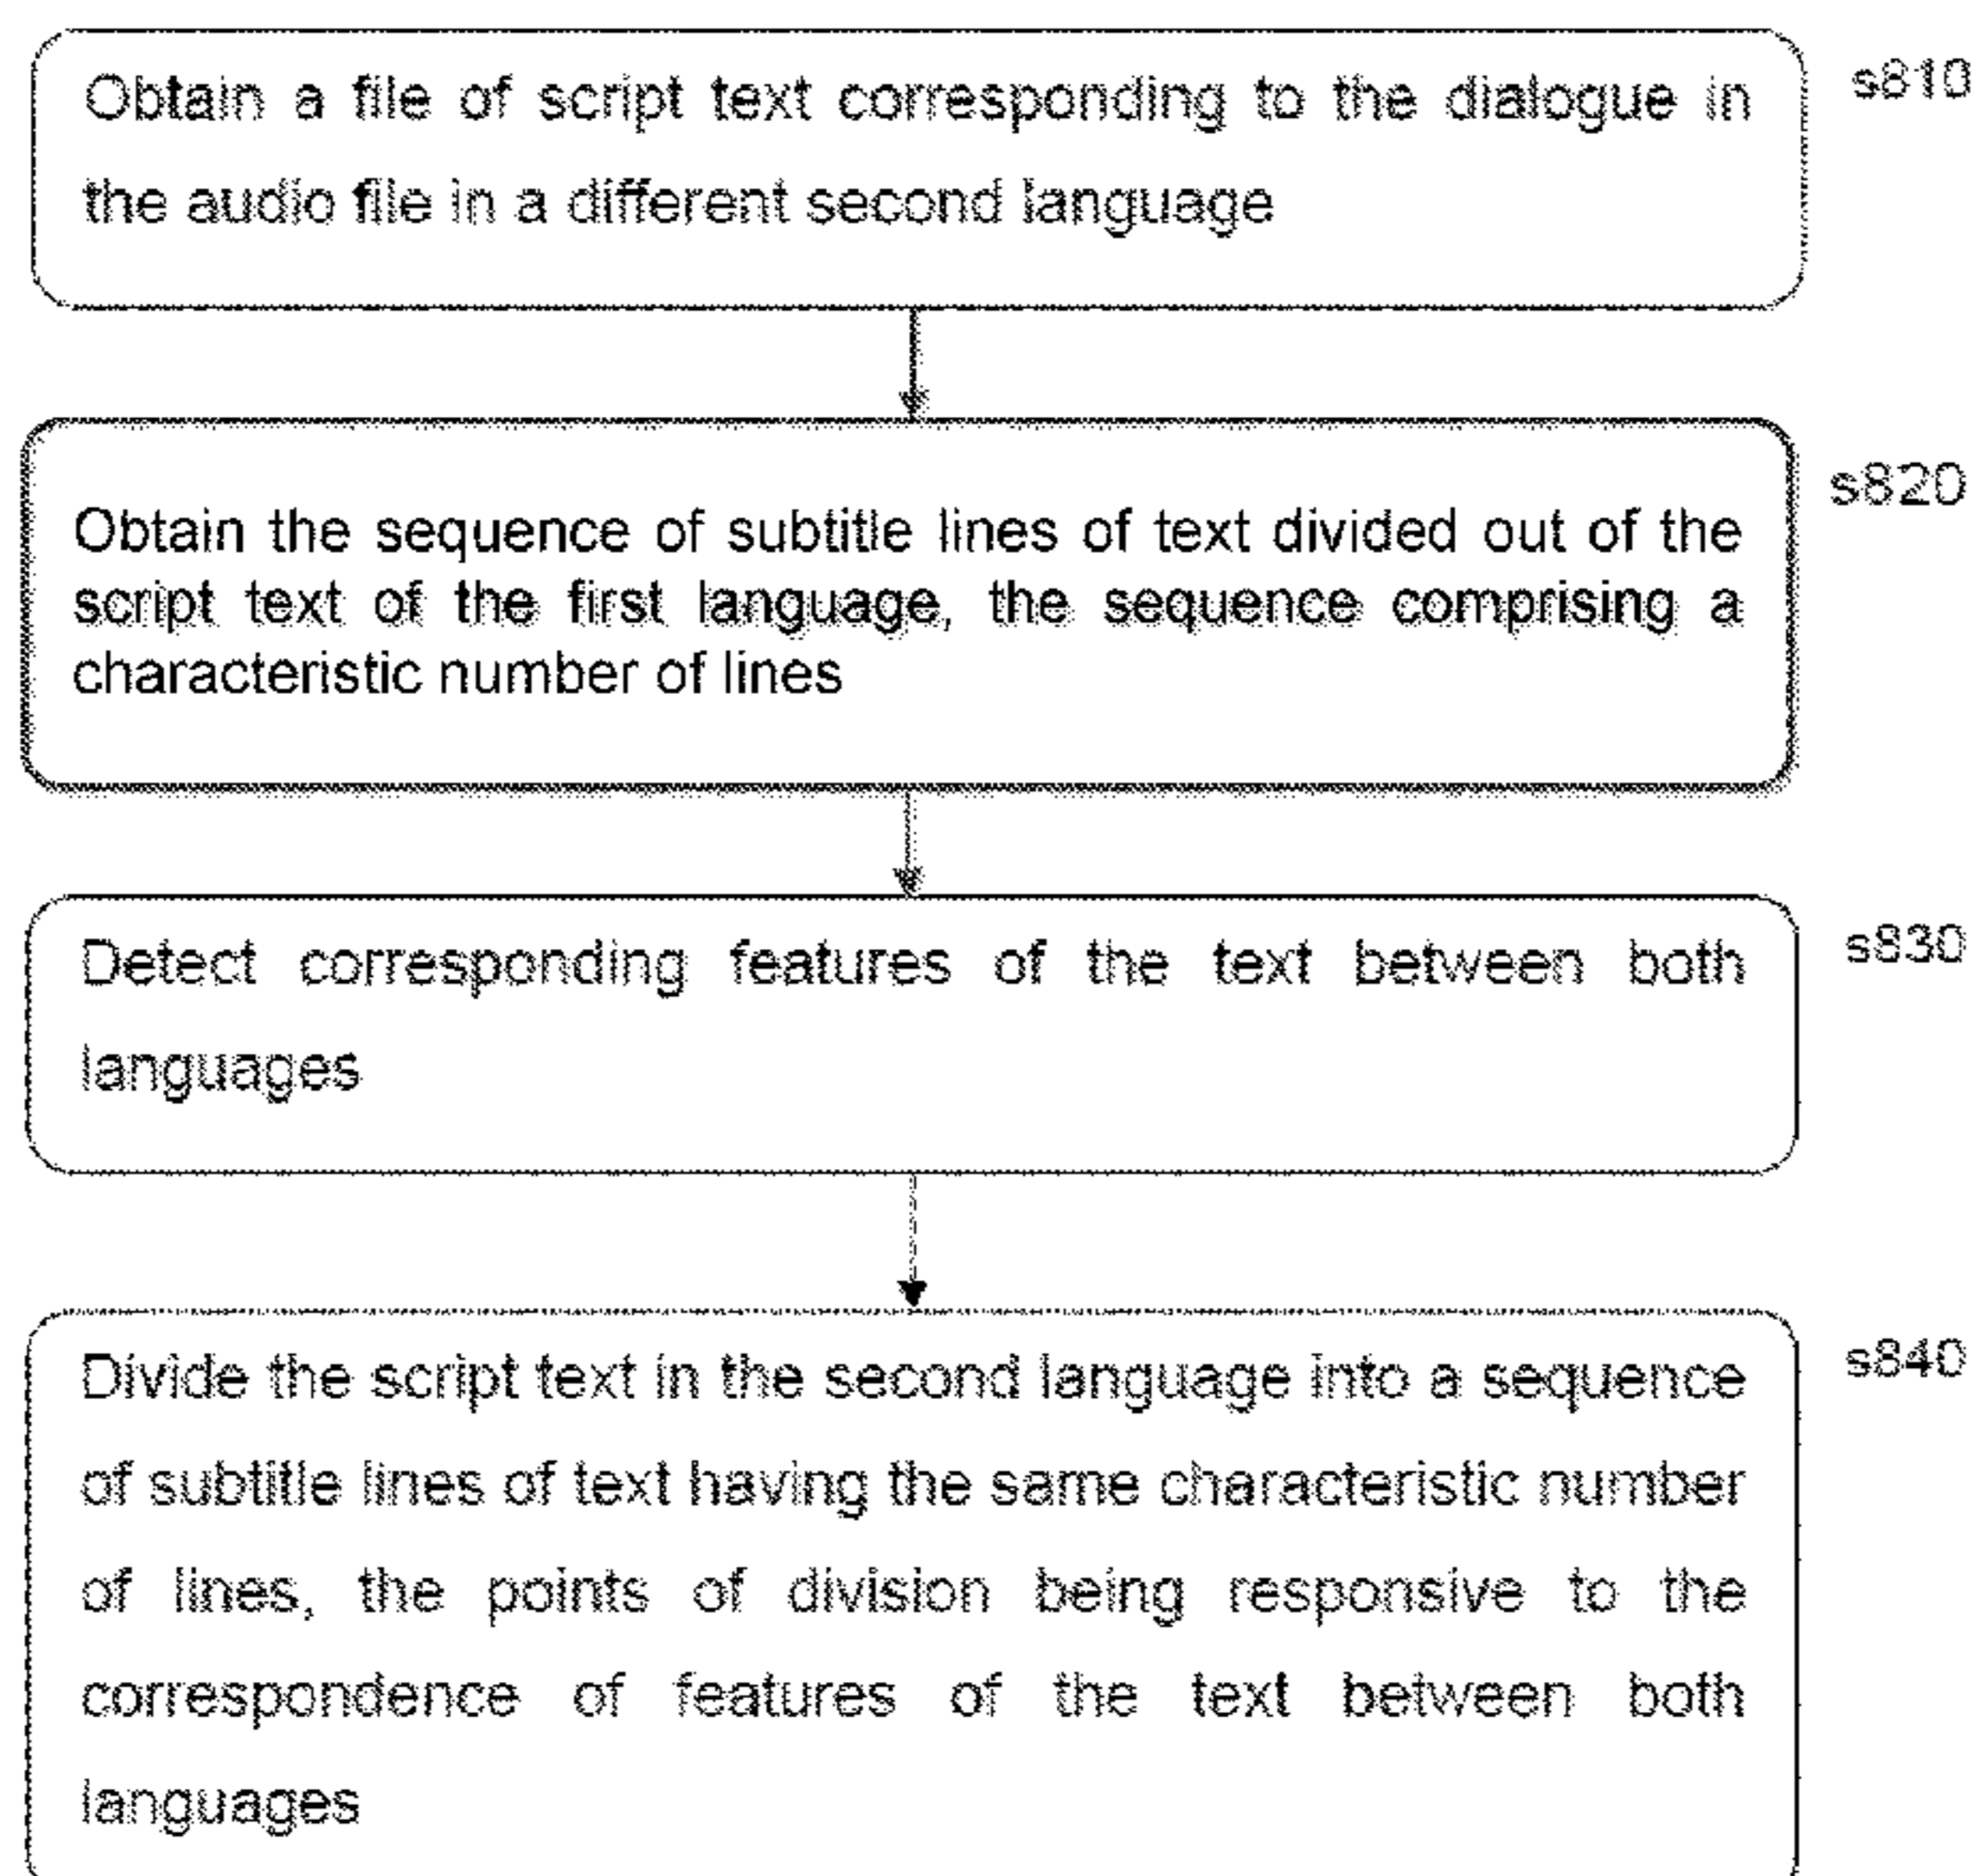 Obtain a file of script text corresponding to the dialogue in
s810
the audio file in a different second language
s820
Obtain the sequence of subtitle lines of text divided out of the
script text of the first language, the sequence comprising a
characteristic number of lines
Detect corresponding features of the text between both
s830
languages
Divide the script text in the second language into a sequence
s840
of subtitle lines of text having the same characteristic number
of lines, the points of division being responsive to the
correspondence of features of the text between both
languages